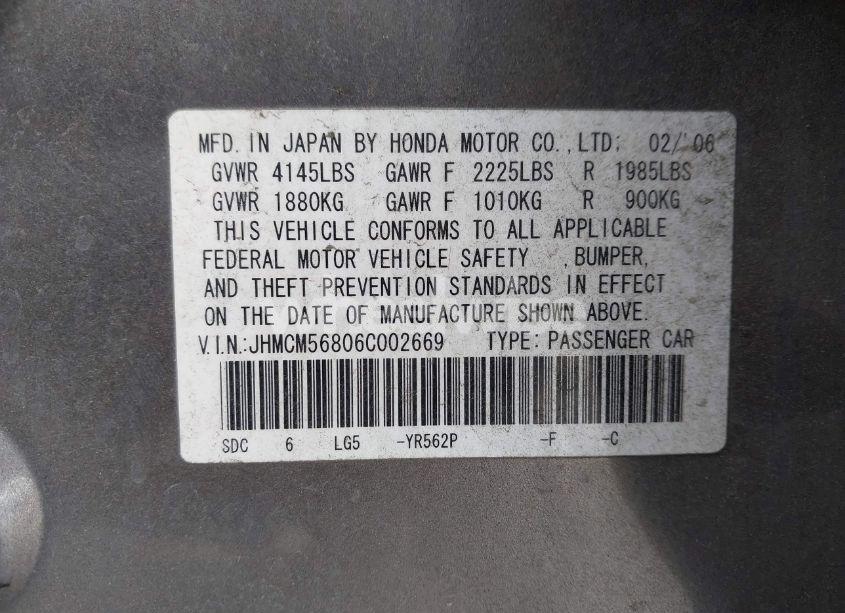 MFD. IN JAPAN BY HONDA MOTOR CO.,LTD. 02/'06
GVWR 4145LBS GAWR F 2225LBS R 1985LBS
GVWR 1880KG GAWR F 1010KG R 900KG
THIS VEHICLE CONFORMS TO ALL APPLICABLE
FEDERAL MOTOR VEHICLE SAFETY ,BUMPER,
AND THEFT PREVENTION STANDARDS IN EFFECT
ON THE DATE OF MANUFACTURE SHOWN ABOVE.
V.I.N.:JHMCM56806C002669 TYPE: PASSENGER CAR
SDC 6 LG5 -YR562P -F -C